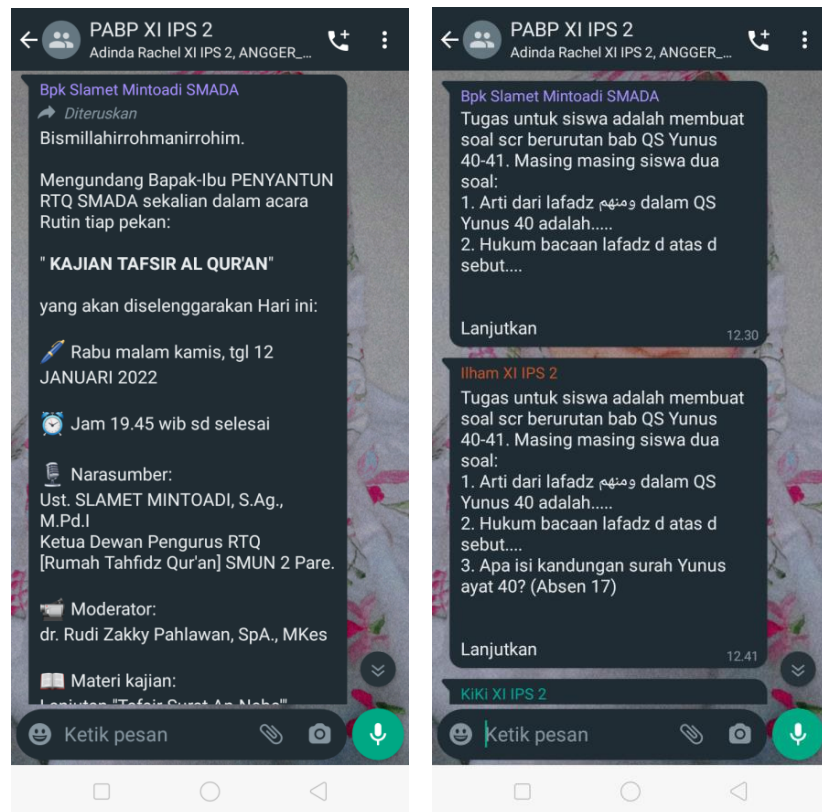 PABP XI IPS 2
Adinda Rachel XI IPS 2, ANGGER_...
Bpk Slamet Mintoadi SMADA
Diteruskan
Bismillahirrohmanirrohim.
Mengundang Bapak-Ibu PENYANTUN
RTQ SMADA sekalian dalam acara
Rutin tiap pekan:
" KAJIAN TAFSIR AL QUR'AN"
yang akan diselenggarakan Hari ini:
Rabu malam kamis, tgl 12
JANUARI 2022
Jam 19.45 wib sd selesai
Narasumber:
Ust. SLAMET MINTOADI, S.Ag.,
M.Pd.I
Ketua Dewan Pengurus RTQ
[Rumah Tahfidz Qur'an] SMUN 2 Pare.
Moderator:
dr. Rudi Zakky Pahlawan, SpA., MKes
Materi kajian:
Ketik pesan
PABP XI IPS 2
Adinda Rachel XI IPS 2, ANGGER_...
Bpk Slamet Mintoadi SMADA
Tugas untuk siswa adalah membuat
soal scr berurutan bab QS Yunus
40-41. Masing masing siswa dua
soal:
1. Arti dari lafadz ومنهم dalam QS
Yunus 40 adalah.....
2. Hukum bacaan lafadz d atas d
sebut....
Lanjutkan
12.30
Ilham XI IPS 2
Tugas untuk siswa adalah membuat
soal scr berurutan bab QS Yunus
40-41. Masing masing siswa dua
soal:
1. Arti dari lafadz ومنهم dalam QS
Yunus 40 adalah.....
2. Hukum bacaan lafadz d atas d
sebut....
3. Apa isi kandungan surah Yunus
ayat 40? (Absen 17)
Lanjutkan
12.41
KiKi XI IPS 2
Ketik pesan